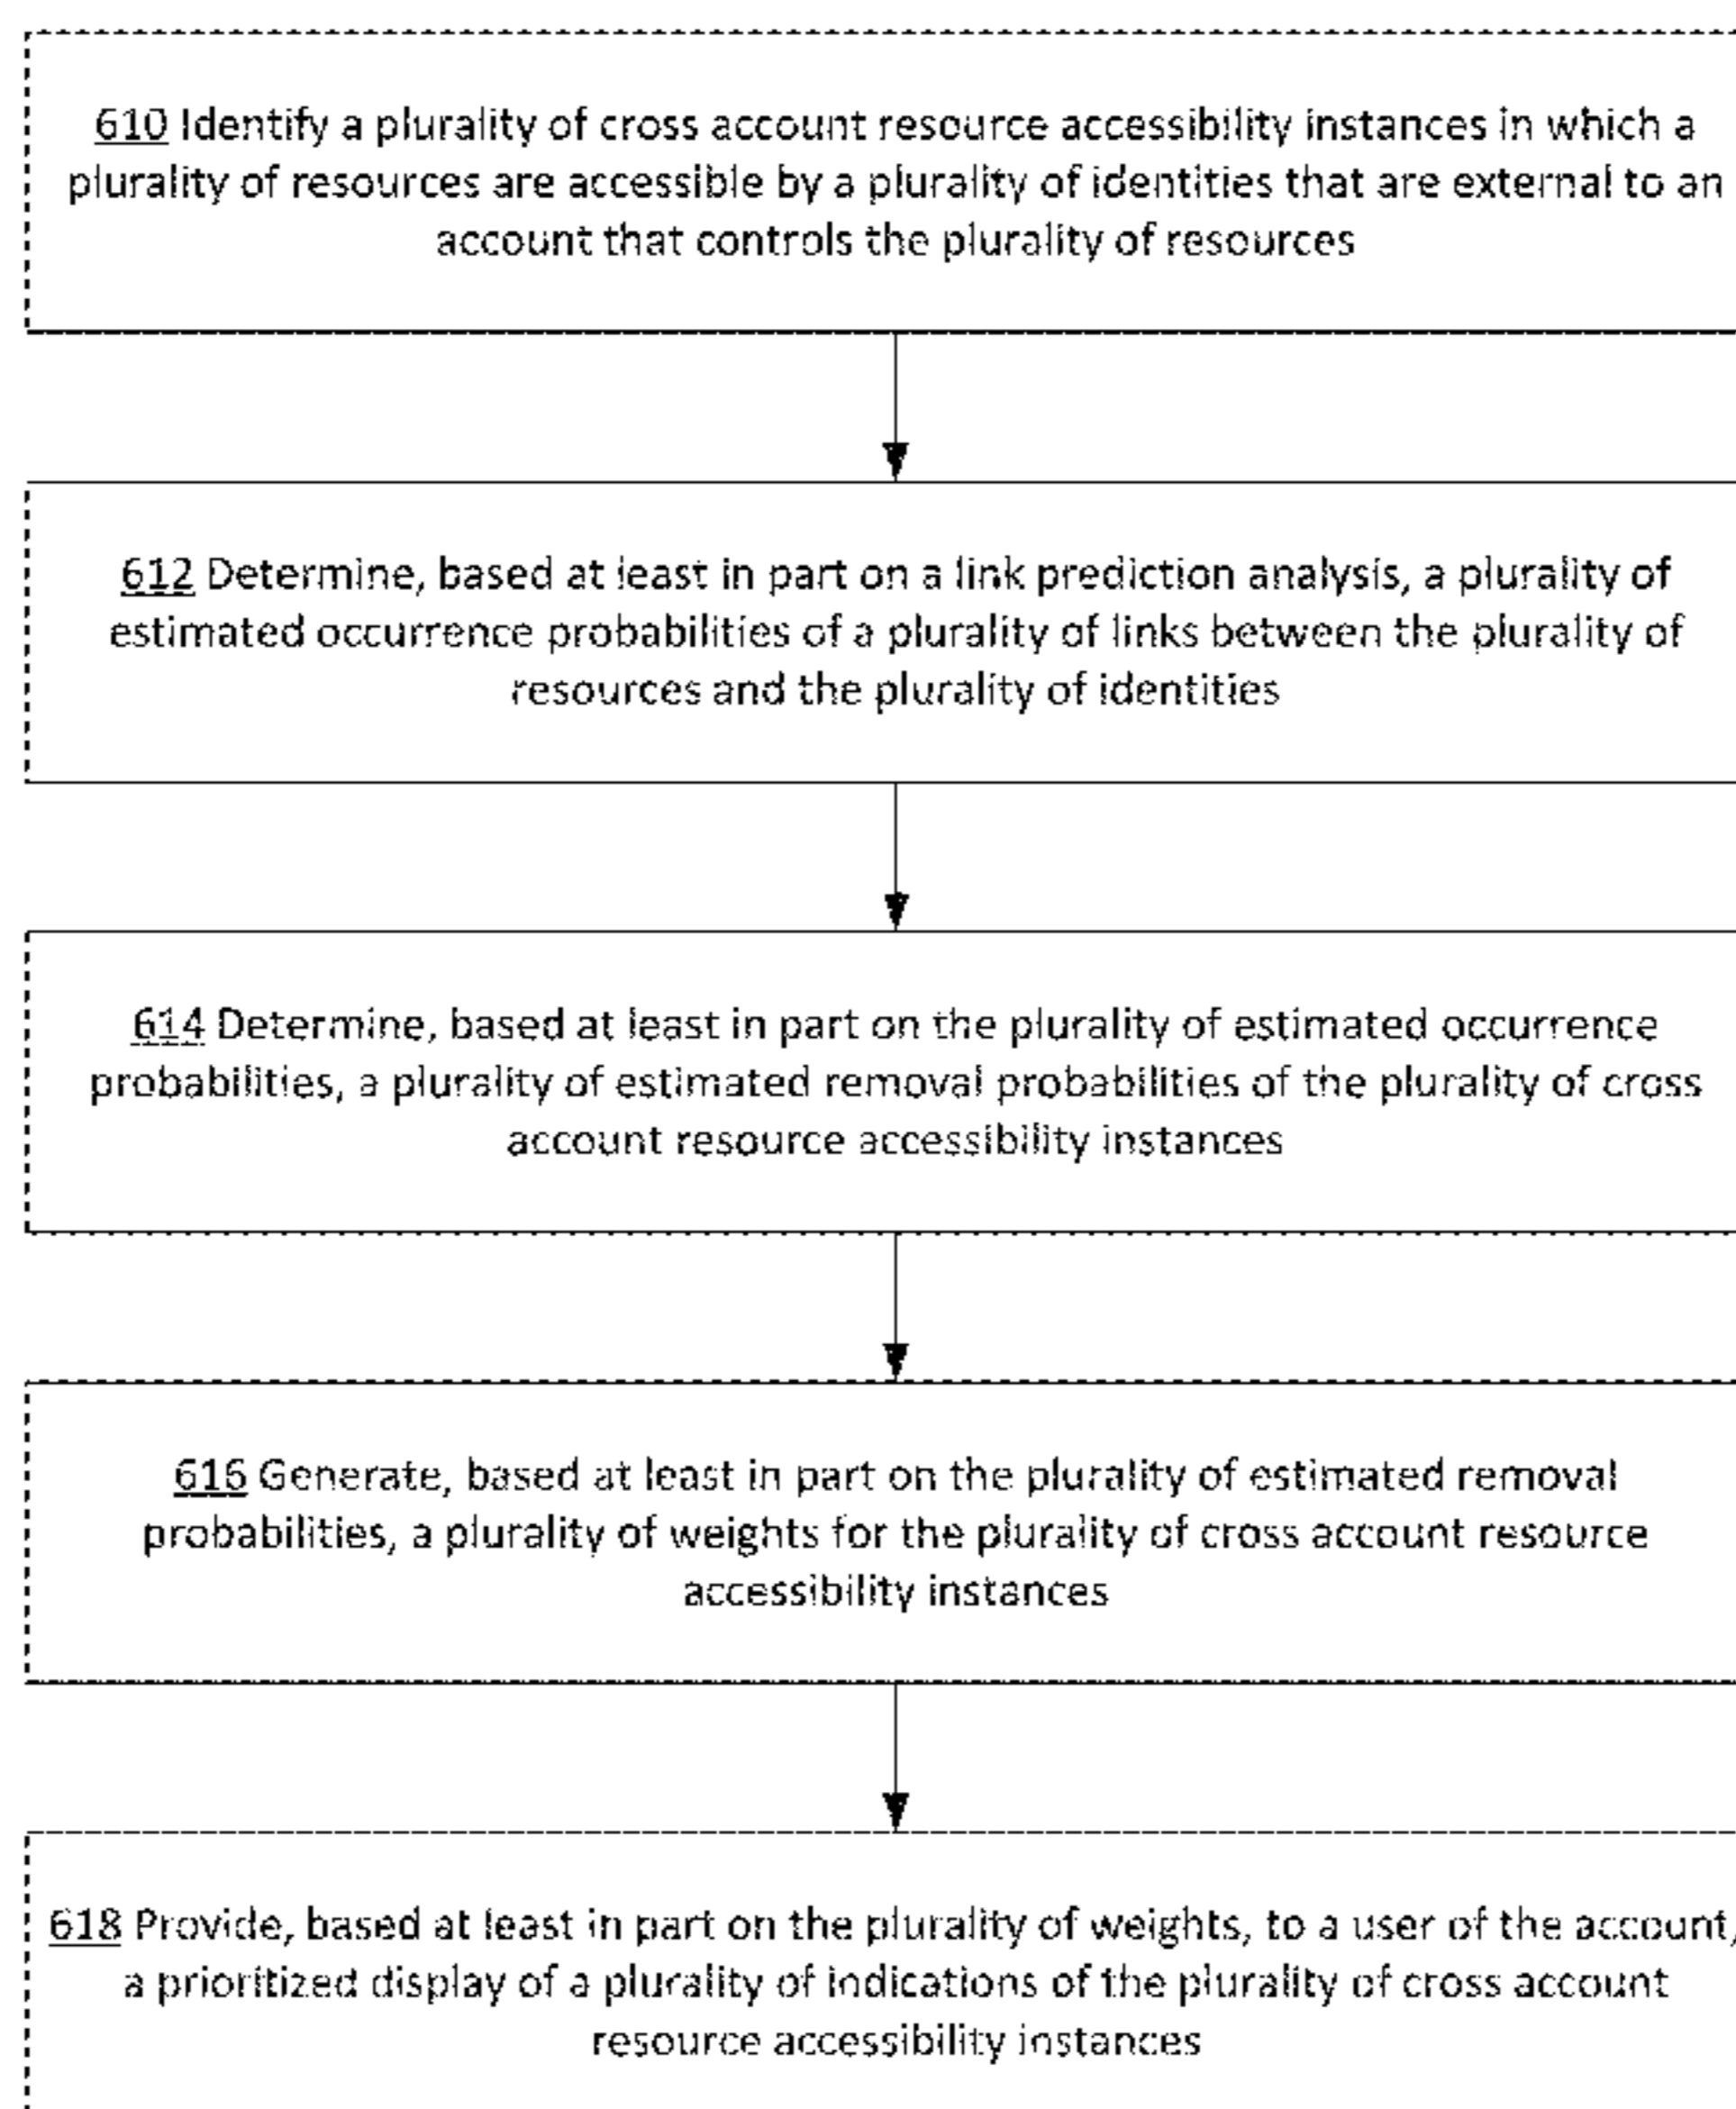 610 Identify a plurality of cross account resource accessibility instances in which a
plurality of resources are accessible by a plurality of identities that are external to an
account that controls the plurality of resources
612 Determine, based at least in part on a link prediction analysis, a plurality of
estimated occurrence probabilities of a plurality of links between the plurality of
resources and the plurality of identities
614 Determine, based at least in part on the plurality of estimated occurrence
probabilities, a plurality of estimated removal probabilities of the plurality of cross
account resource accessibility instances
616 Generate, based at least in part on the plurality of estimated removal
probabilities, a plurality of weights for the plurality of cross account resource
accessibility instances
618 Provide, based at least in part on the plurality of weights, to a user of the account,
a prioritized display of a plurality of indications of the plurality of cross account
resource accessibility instances